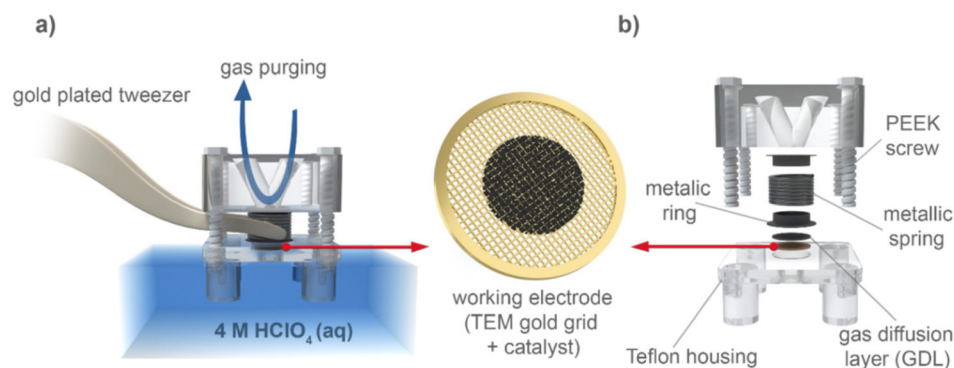 a)
gas purging
gold plated tweezer
4 M HClO₄ (aq)
working electrode
(TEM gold grid
+ catalyst)
b)
PEEK
screw
metalic
ring
metallic
spring
Teflon housing
gas diffusion
layer (GDL)